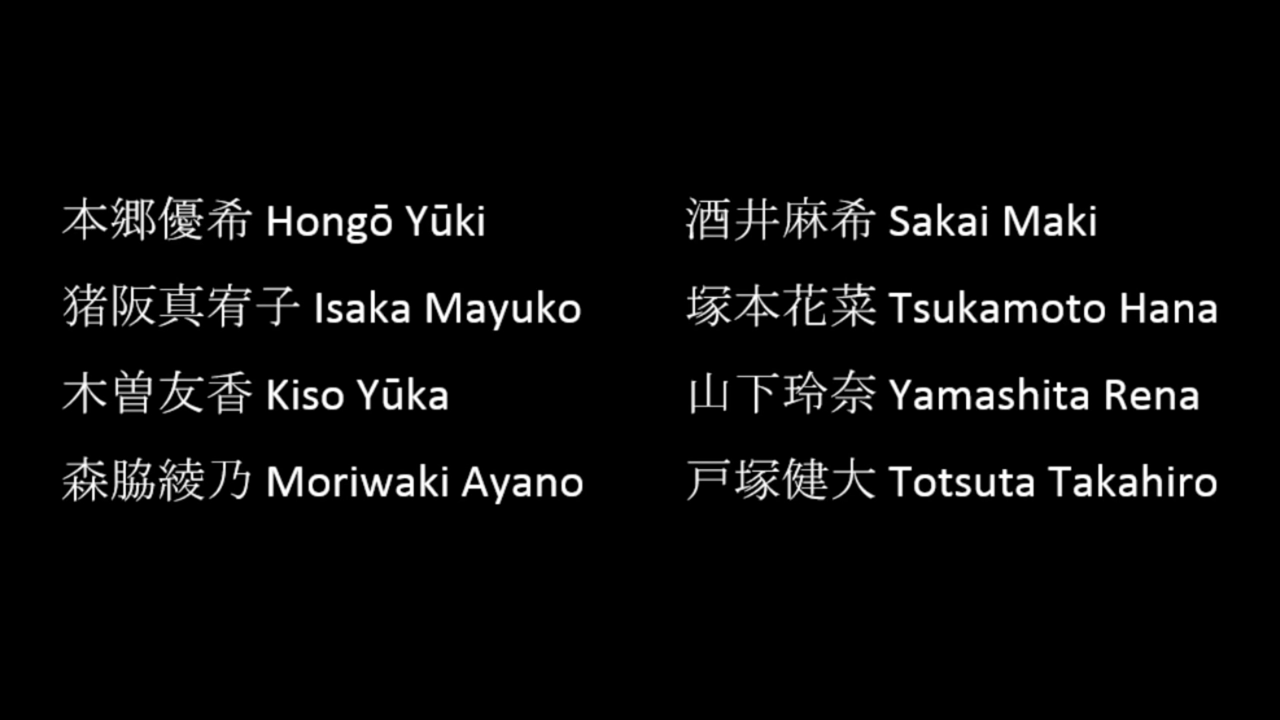 本郷優希 Hongō Yūki
猪阪真宥子 Isaka Mayuko
木曽友香 Kiso Yūka
森脇綾乃 Moriwaki Ayano
酒井麻希 Sakai Maki
塚本花菜 Tsukamoto Hana
山下玲奈 Yamashita Rena
戸塚健大 Totsuta Takahiro